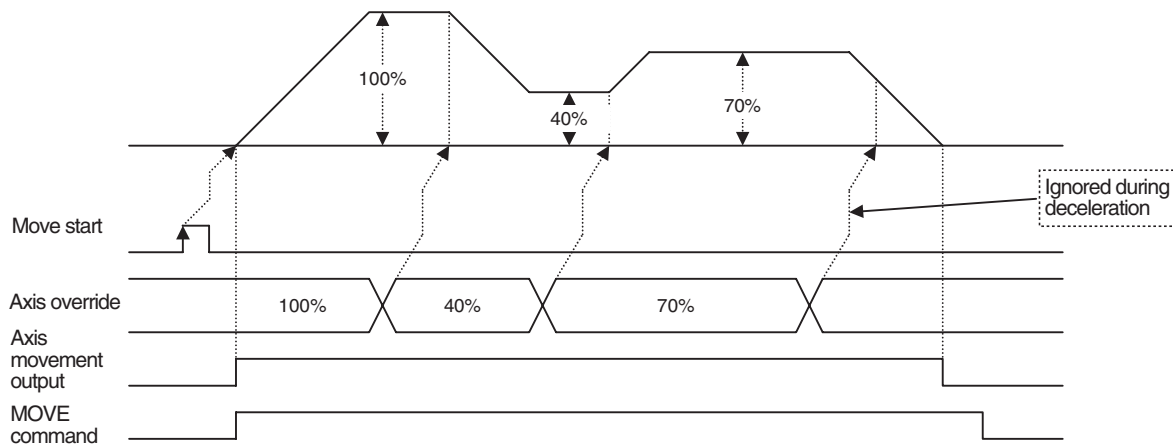 100%
40%
70%
Ignored during
deceleration
Move start
Axis override
100%
40%
70%
Axis
movement
output
MOVE
command